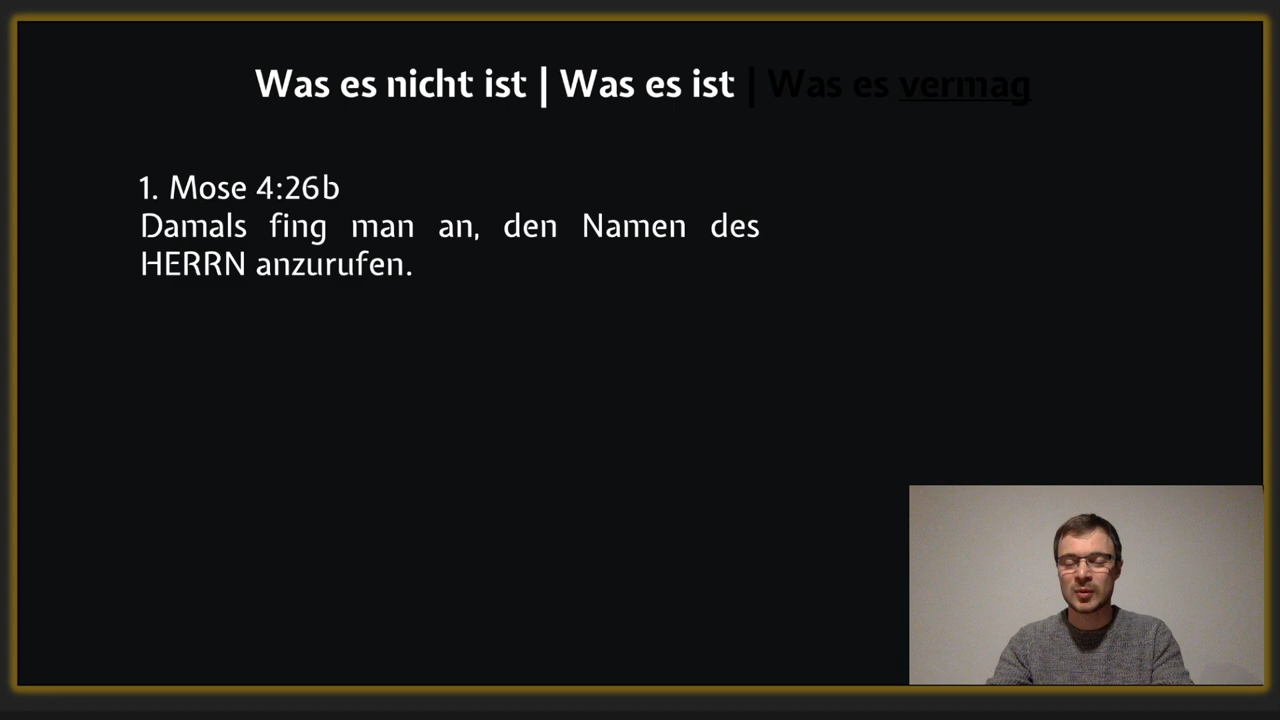 Was es nicht ist | Was es ist | Was es vermag
1. Mose 4:26b
Damals fing man an, den Namen des
HERRN anzurufen.